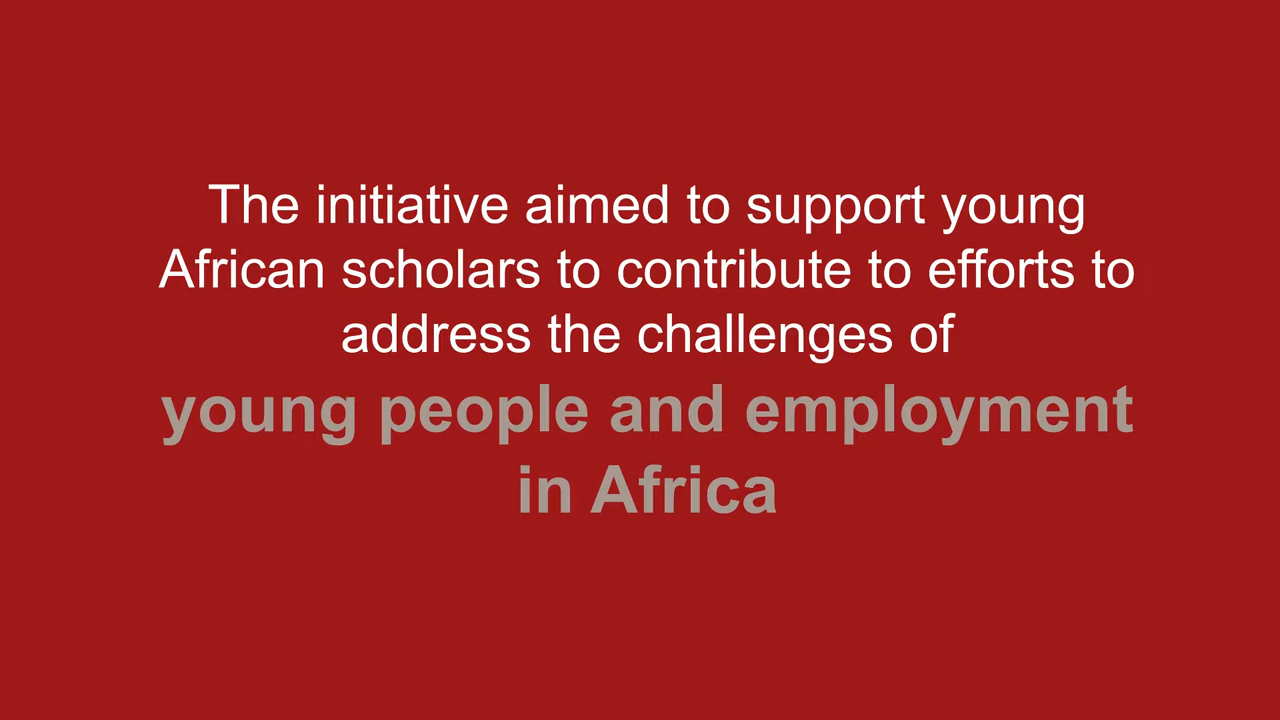 The initiative aimed to support young
African scholars to contribute to efforts to
address the challenges of
young people and employment
in Africa